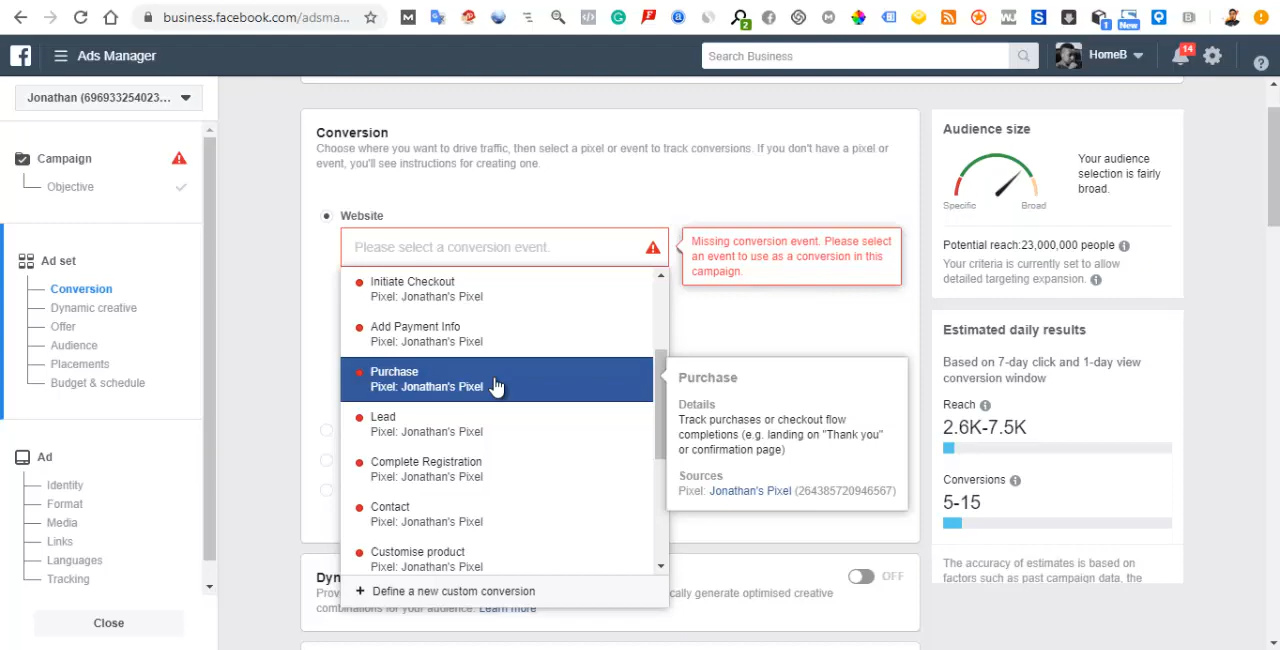 business.facebook.com/adsma...
2
1
New
Ads Manager
Search Business
HomeB
14
Jonathan (696933254023...
Campaign
Objective
Ad set
Conversion
Dynamic creative
Offer
Audience
Placements
Budget & schedule
Ad
Identity
Format
Media
Links
Languages
Tracking
Close
Conversion
Choose where you want to drive traffic, then select a pixel or event to track conversions. If you don't have a pixel or
event, you'll see instructions for creating one.
Website
Please select a conversion event.
Missing conversion event. Please select
an event to use as a conversion in this
campaign.
Initiate Checkout
Pixel: Jonathan's Pixel
Add Payment Info
Pixel: Jonathan's Pixel
Purchase
Pixel: Jonathan's Pixel
Lead
Pixel: Jonathan's Pixel
Complete Registration
Pixel: Jonathan's Pixel
Contact
Pixel: Jonathan's Pixel
Customise product
Pixel: Jonathan's Pixel
+ Define a new custom conversion
Purchase
Details
Track purchases or checkout flow
completions (e.g. landing on "Thank you"
or confirmation page)
Sources
Pixel: Jonathan's Pixel (264385720946567)
OFF
cally generate optimised creative
combinations for your audience. Learn more
Audience size
Specific
Broad
Your audience
selection is fairly
broad.
Potential reach:23,000,000 people
Your criteria is currently set to allow
detailed targeting expansion.
Estimated daily results
Based on 7-day click and 1-day view
conversion window
Reach
2.6K-7.5K
Conversions
5-15
The accuracy of estimates is based on
factors such as past campaign data, the